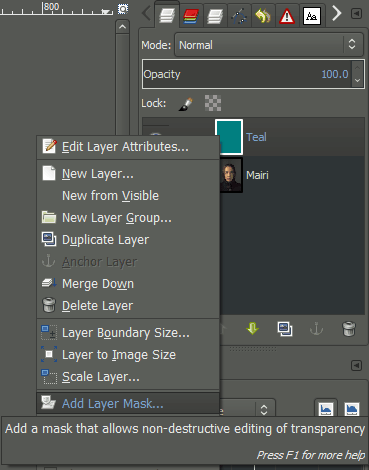 800
Aa
Mode: Normal
Opacity 100.0
Lock:
Teal
Mairi
Edit Layer Attributes...
New Layer...
New from Visible
New Layer Group...
Duplicate Layer
Anchor Layer
Merge Down
Delete Layer
Layer Boundary Size...
Layer to Image Size
Scale Layer...
Add Layer Mask...
Add a mask that allows non-destructive editing of transparency
Press F1 for more help